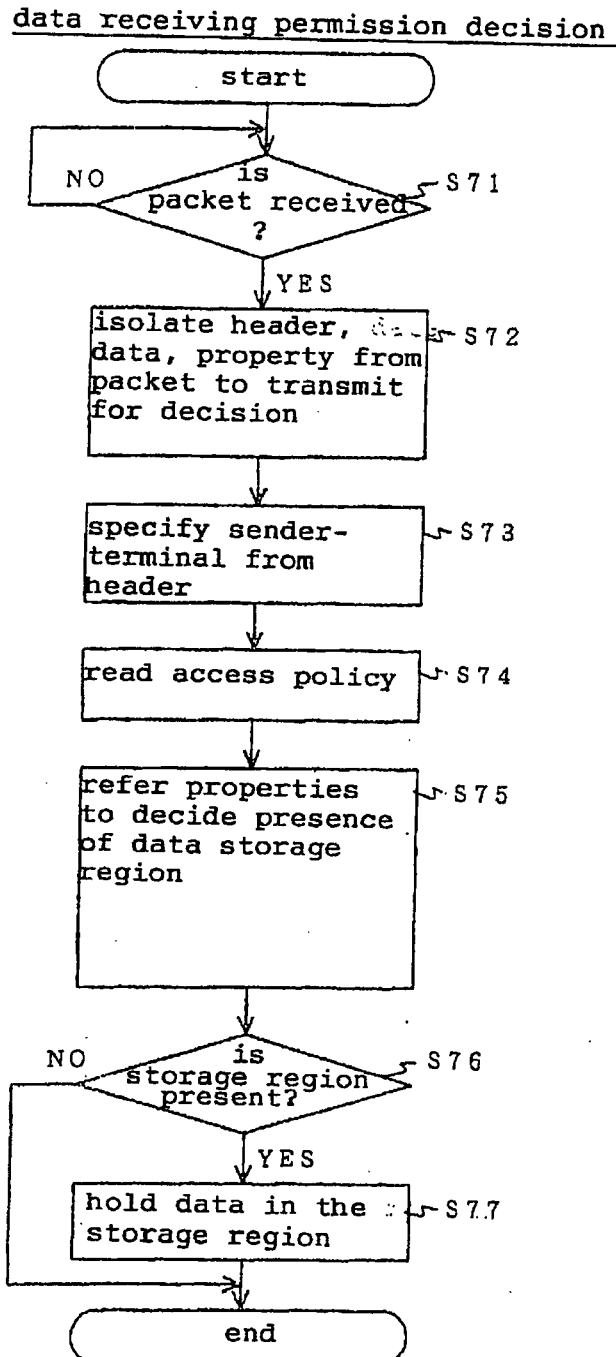 data receiving permission decision
start
NO
is
packet received
?
S71
YES
isolate header,
data, property from
packet to transmit
for decision
S72
specify sender-
terminal from
header
S73
read access policy
S74
refer properties
to decide presence
of data storage
region
S75
NO
is
storage region
present?
S76
YES
hold data in the
storage region
S77
end